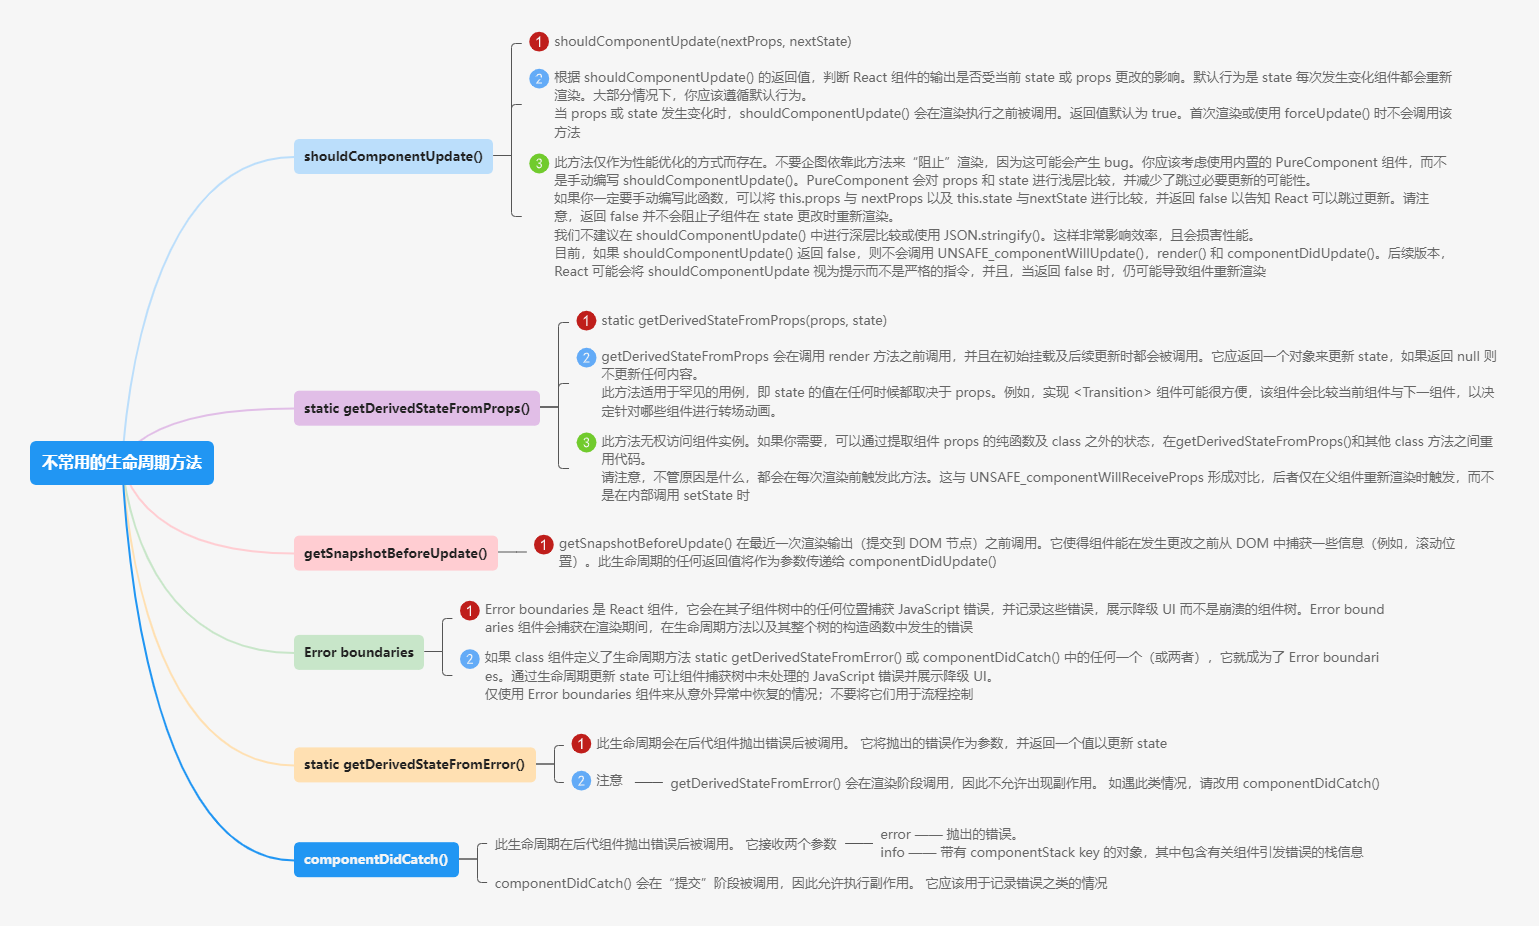 不常用的生命周期方法
shouldComponentUpdate()
1 shouldComponentUpdate(nextProps, nextState)
2 根据 shouldComponentUpdate() 的返回值，判断 React 组件的输出是否受当前 state 或 props 更改的影响。默认行为是 state 每次发生变化组件都会重新
渲染。大部分情况下，你应该遵循默认行为。
当 props 或 state 发生变化时，shouldComponentUpdate() 会在渲染执行之前被调用。返回值默认为 true。首次渲染或使用 forceUpdate() 时不会调用该
方法
3 此方法仅作为性能优化的方式而存在。不要企图依靠此方法来“阻止”渲染，因为这可能会产生 bug。你应该考虑使用内置的 PureComponent 组件，而不
是手动编写 shouldComponentUpdate()。PureComponent 会对 props 和 state 进行浅层比较，并减少了跳过必要更新的可能性。
如果你一定要手动编写此函数，可以将 this.props 与 nextProps 以及 this.state 与nextState 进行比较，并返回 false 以告知 React 可以跳过更新。请注
意，返回 false 并不会阻止子组件在 state 更改时重新渲染。
我们不建议在 shouldComponentUpdate() 中进行深层比较或使用 JSON.stringify()。这样非常影响效率，且会损害性能。
目前，如果 shouldComponentUpdate() 返回 false，则不会调用 UNSAFE_componentWillUpdate()，render() 和 componentDidUpdate()。后续版本，
React 可能会将 shouldComponentUpdate 视为提示而不是严格的指令，并且，当返回 false 时，仍可能导致组件重新渲染
static getDerivedStateFromProps()
1 static getDerivedStateFromProps(props, state)
2 getDerivedStateFromProps 会在调用 render 方法之前调用，并且在初始挂载及后续更新时都会被调用。它应返回一个对象来更新 state，如果返回 null 则
不更新任何内容。
此方法适用于罕见的用例，即 state 的值在任何时候都取决于 props。例如，实现 <Transition> 组件可能很方便，该组件会比较当前组件与下一组件，以决
定针对哪些组件进行转场动画。
3 此方法无权访问组件实例。如果你需要，可以通过提取组件 props 的纯函数及 class 之外的状态，在getDerivedStateFromProps()和其他 class 方法之间重
用代码。
请注意，不管原因是什么，都会在每次渲染前触发此方法。这与 UNSAFE_componentWillReceiveProps 形成对比，后者仅在父组件重新渲染时触发，而不
是在内部调用 setState 时
getSnapshotBeforeUpdate()
1 getSnapshotBeforeUpdate() 在最近一次渲染输出（提交到 DOM 节点）之前调用。它使得组件能在发生更改之前从 DOM 中捕获一些信息（例如，滚动位
置）。此生命周期的任何返回值将作为参数传递给 componentDidUpdate()
Error boundaries
1 Error boundaries 是 React 组件，它会在其子组件树中的任何位置捕获 JavaScript 错误，并记录这些错误，展示降级 UI 而不是崩溃的组件树。Error bound
aries 组件会捕获在渲染期间，在生命周期方法以及其整个树的构造函数中发生的错误
2 如果 class 组件定义了生命周期方法 static getDerivedStateFromError() 或 componentDidCatch() 中的任何一个（或两者），它就成为了 Error boundari
es。通过生命周期更新 state 可让组件捕获树中未处理的 JavaScript 错误并展示降级 UI。
仅使用 Error boundaries 组件来从意外异常中恢复的情况；不要将它们用于流程控制
static getDerivedStateFromError()
1 此生命周期会在后代组件抛出错误后被调用。 它将抛出的错误作为参数，并返回一个值以更新 state
2 注意
getDerivedStateFromError() 会在渲染阶段调用，因此不允许出现副作用。 如遇此类情况，请改用 componentDidCatch()
componentDidCatch()
此生命周期在后代组件抛出错误后被调用。 它接收两个参数
error —— 抛出的错误。
info —— 带有 componentStack key 的对象，其中包含有关组件引发错误的栈信息
componentDidCatch() 会在“提交”阶段被调用，因此允许执行副作用。 它应该用于记录错误之类的情况